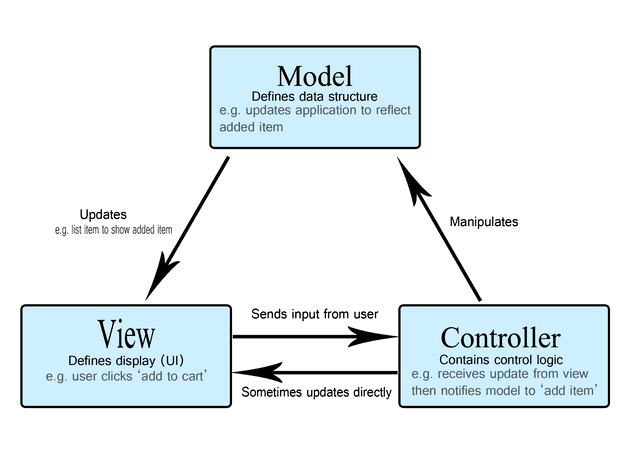 Model
Defines data structure
e.g. updates application to reflect
added item
Updates
e.g. list item to show added item
Manipulates
Sends input from user
View
Defines display (UI)
e.g. user clicks ‘add to cart’
Controller
Contains control logic
e.g. receives update from view
then notifies model to ‘add item’
Sometimes updates directly